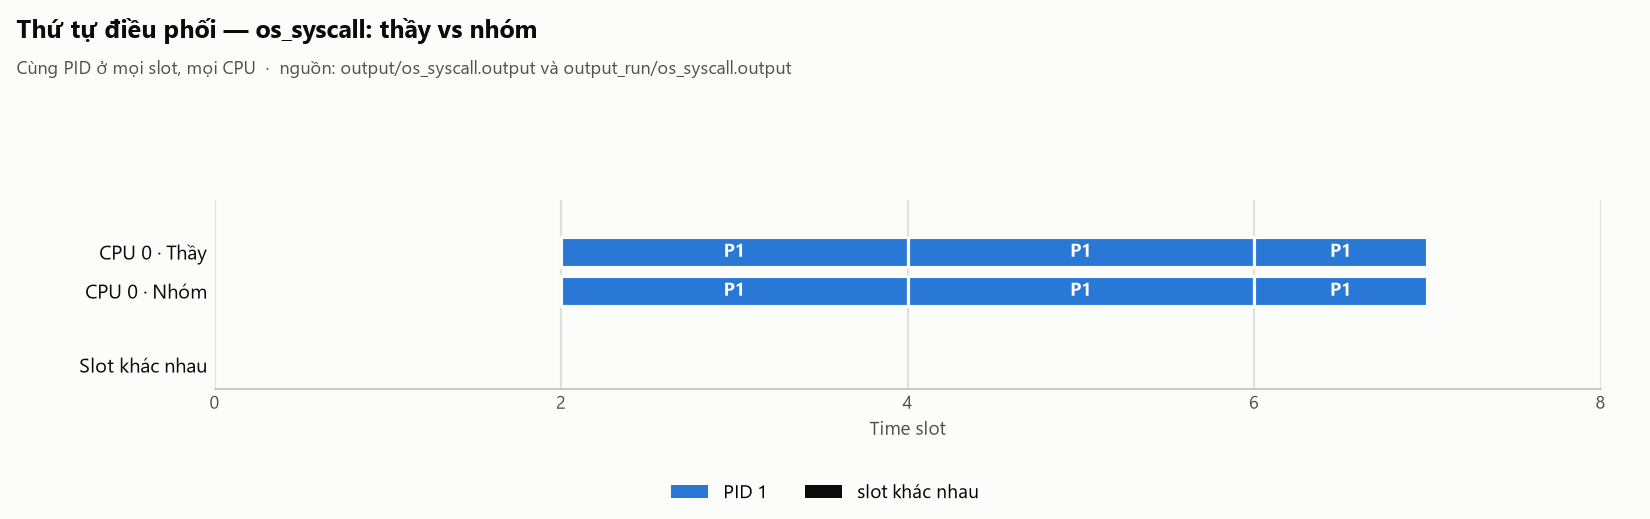 Thứ tự điều phối — os_syscall: thầy vs nhóm
Cùng PID ở mọi slot, mọi CPU · nguồn: output/os_syscall.output và output_run/os_syscall.output
CPU 0 · Thầy P1 P1 P1
CPU 0 · Nhóm P1 P1 P1
Slot khác nhau
0 2 4 6 8
Time slot
PID 1 slot khác nhau